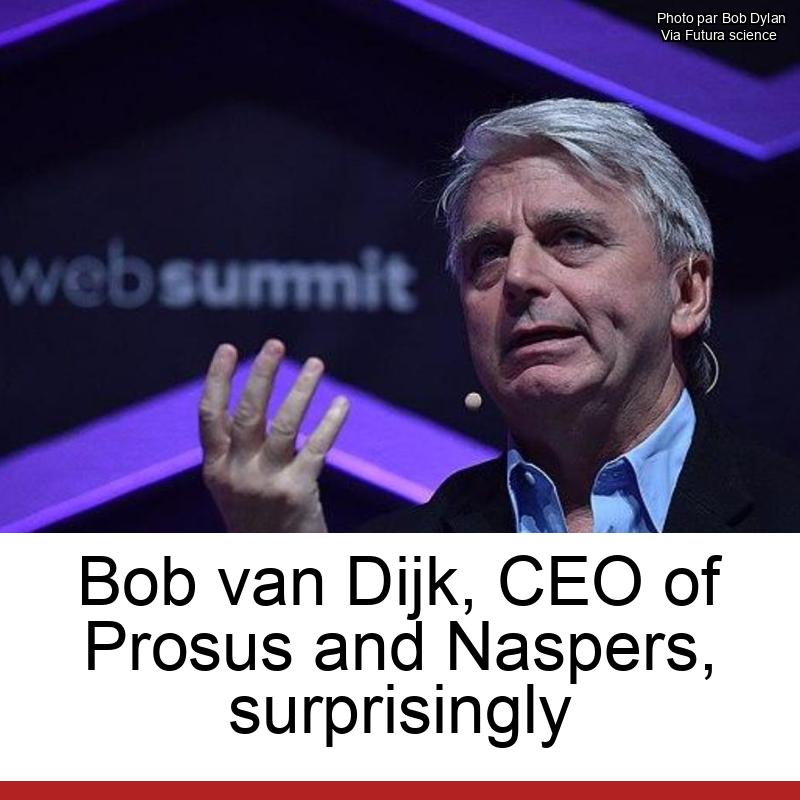 Photo par Bob Dylan
Via Futura science
websummit
Bob van Dijk, CEO of
Prosus and Naspers,
surprisingly